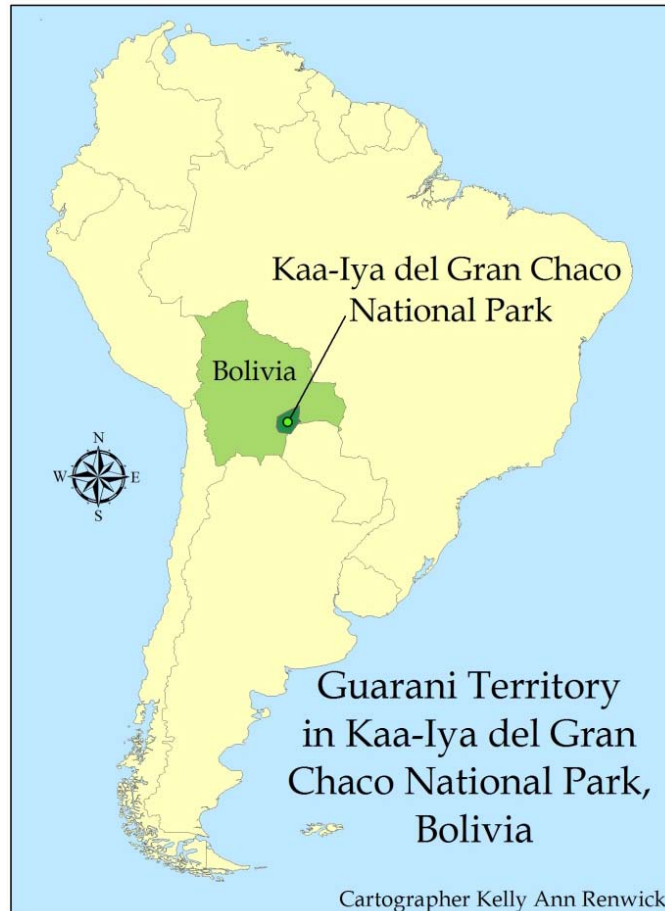 Kaa-Iya del Gran Chaco
National Park
Bolivia
N
W E
S
Guarani Territory
in Kaa-Iya del Gran
Chaco National Park,
Bolivia
Cartographer Kelly Ann Renwick